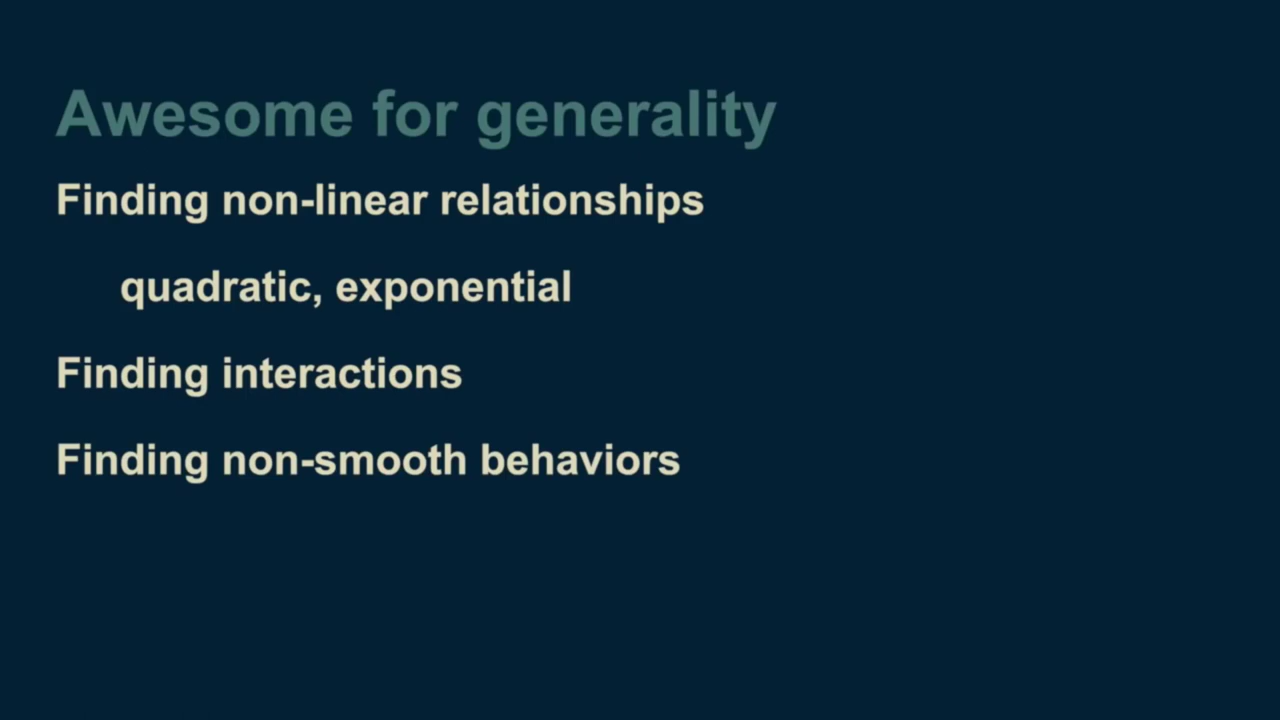 Awesome for generality
Finding non-linear relationships
quadratic, exponential
Finding interactions
Finding non-smooth behaviors